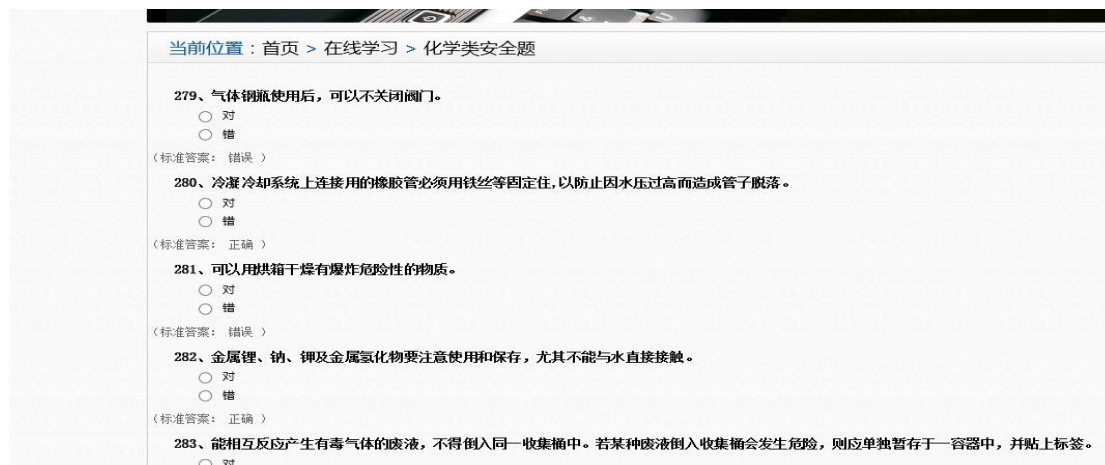 当前位置：首页 > 在线学习 > 化学类安全题
279、气体钢瓶使用后，可以不关闭阀门。
对
错
（标准答案： 错误 ）
280、冷凝冷却系统上连接用的橡胶管必须用铁丝等固定住,以防止因水压过高而造成管子脱落。
对
错
（标准答案： 正确 ）
281、可以用烘箱干燥有爆炸危险性的物质。
对
错
（标准答案： 错误 ）
282、金属锂、钠、钾及金属氢化物要注意使用和保存，尤其不能与水直接接触。
对
错
（标准答案： 正确 ）
283、能相互反应产生有毒气体的废液，不得倒入同一收集桶中。若某种废液倒入收集桶会发生危险，则应单独暂存于一容器中，并贴上标签。
对